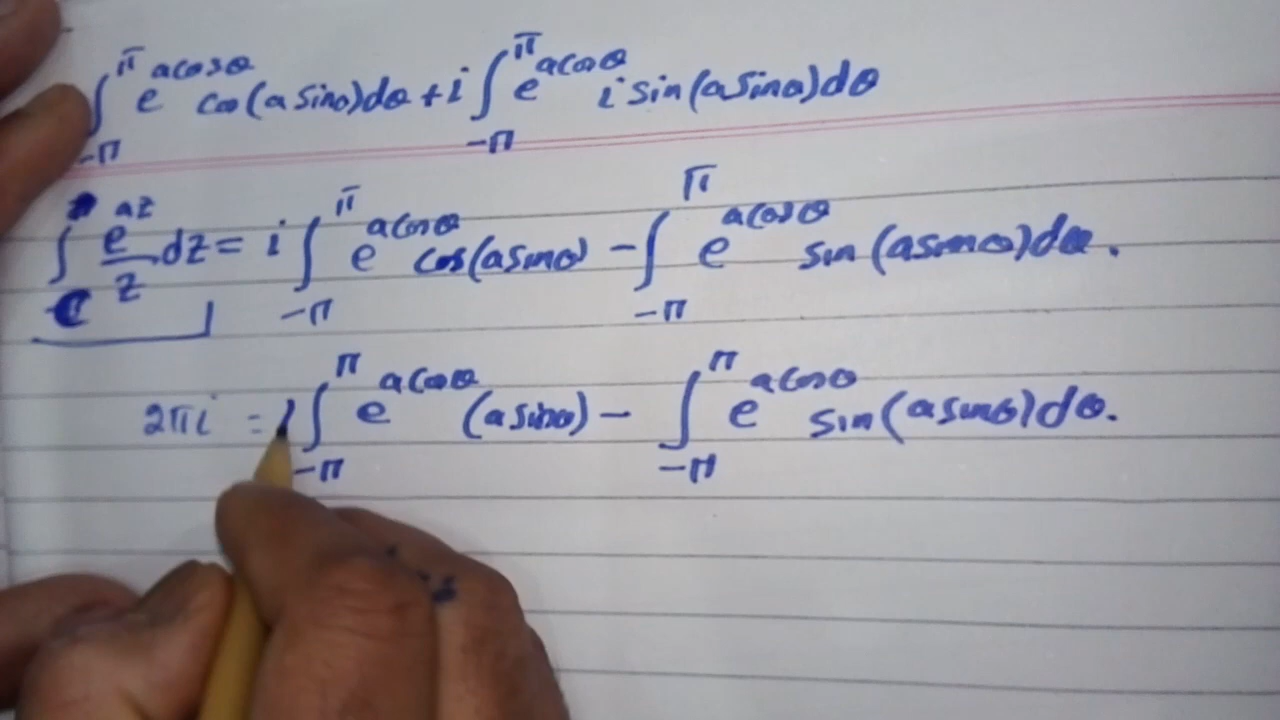 ∫_{-π}^{π} e^{a cosθ} cos(a sinθ)dθ + i ∫_{-π}^{π} e^{a cosθ} i sin(a sinθ)dθ
∫_C e^{az}/z dz = i ∫_{-π}^{π} e^{a cosθ} cos(a sinθ) - ∫_{-π}^{π} e^{a cosθ} sin(a sinθ)dθ.
2πi = i ∫_{-π}^{π} e^{a cosθ} (a sinθ) - ∫_{-π}^{π} e^{a cosθ} sin(a sinθ)dθ.